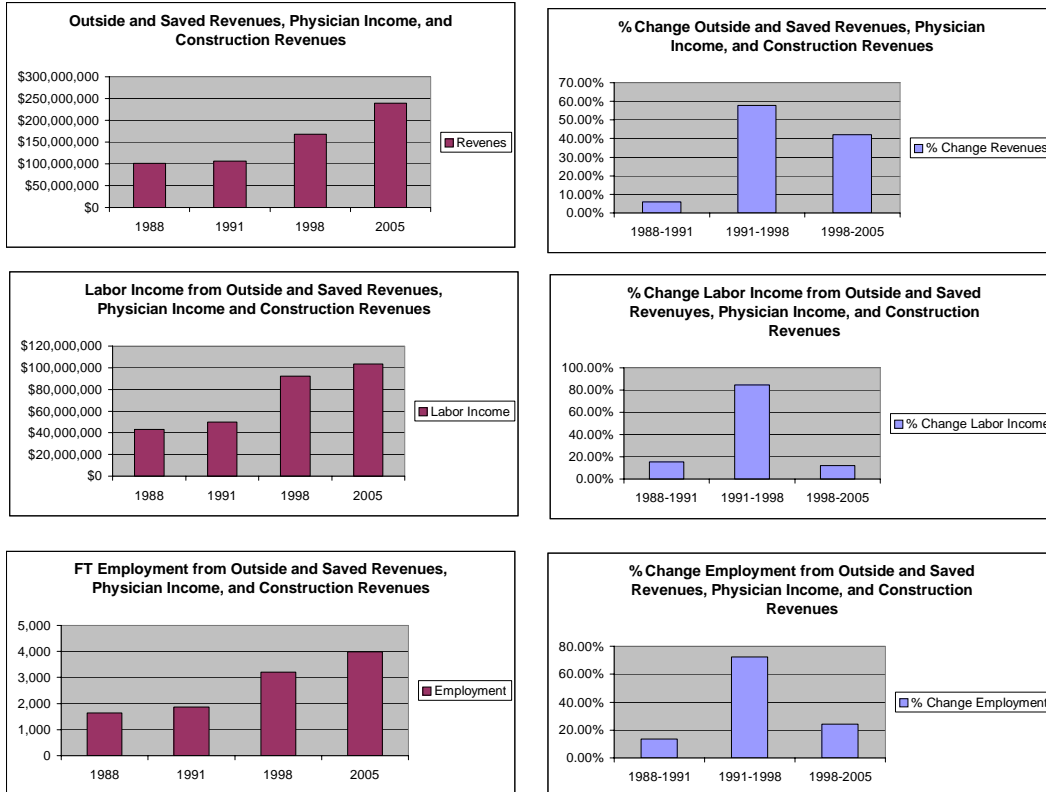 Outside and Saved Revenues, Physician Income, and
Construction Revenues
$300,000,000
$250,000,000
$200,000,000
$150,000,000
$100,000,000
$50,000,000
$0
1988 1991 1998 2005
Revenes
% Change Outside and Saved Revenues, Physician
Income, and Construction Revenues
70.00%
60.00%
50.00%
40.00%
30.00%
20.00%
10.00%
0.00%
1988-1991 1991-1998 1998-2005
% Change Revenues
Labor Income from Outside and Saved Revenues,
Physician Income and Construction Revenues
$120,000,000
$100,000,000
$80,000,000
$60,000,000
$40,000,000
$20,000,000
$0
1988 1991 1998 2005
Labor Income
% Change Labor Income from Outside and Saved
Revenuyes, Physician Income, and Construction
Revenues
100.00%
80.00%
60.00%
40.00%
20.00%
0.00%
1988-1991 1991-1998 1998-2005
% Change Labor Income
FT Employment from Outside and Saved Revenues,
Physician Income, and Construction Revenues
5,000
4,000
3,000
2,000
1,000
0
1988 1991 1998 2005
Employment
% Change Employment from Outside and Saved
Revenues, Physician Income, and Construction
Revenues
80.00%
60.00%
40.00%
20.00%
0.00%
1988-1991 1991-1998 1998-2005
% Change Employment